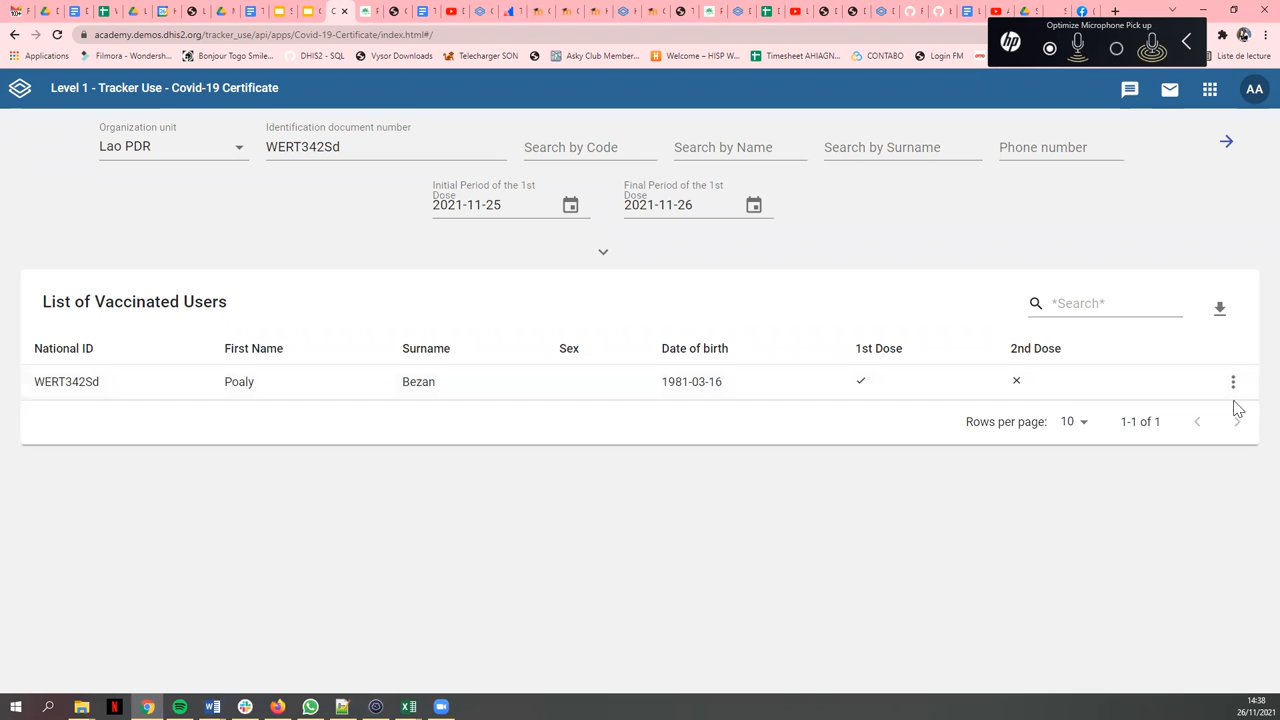 academy.demos.dhis2.org/tracker_use/api/apps/Covid-19-Certificate/index.html#/
Optimize Microphone Pick up
Applications Filmora - Wondersh... Bonjour Togo Smile... DHIS2 - SQL Vysor Downloads Telecharger SON Asky Club Member... Welcome – HISP W... Timesheet AHIAGN... CONTABO Login FM Liste de lecture
Level 1 - Tracker Use - Covid-19 Certificate
AA
Organization unit
Lao PDR
Identification document number
WERT342Sd
Search by Code
Search by Name
Search by Surname
Phone number
Initial Period of the 1st
Dose
2021-11-25
Final Period of the 1st
Dose
2021-11-26
List of Vaccinated Users
*Search*
National ID First Name Surname Sex Date of birth 1st Dose 2nd Dose
WERT342Sd Poaly Bezan 1981-03-16
Rows per page: 10 1-1 of 1
14:38
26/11/2021